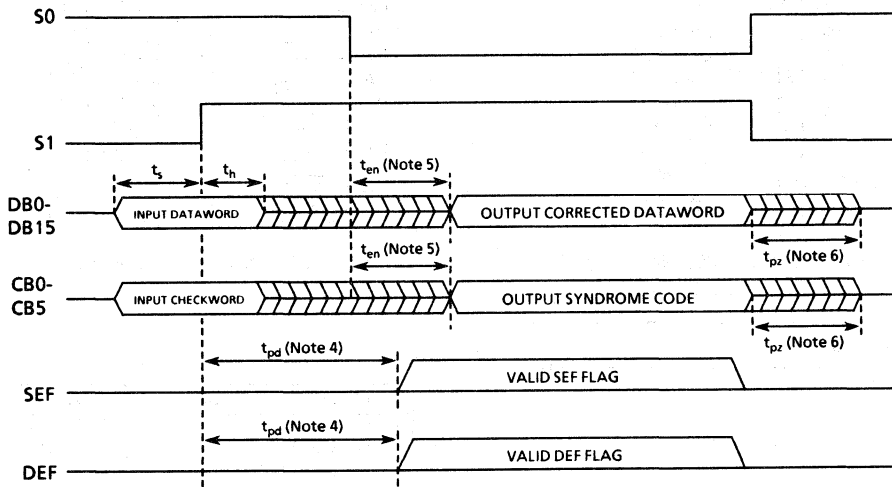 S0
S1
ts th ten (Note 5)
DB0-
DB15
INPUT DATAWORD
OUTPUT CORRECTED DATAWORD
ten (Note 5)
tpz (Note 6)
CB0-
CB5
INPUT CHECKWORD
OUTPUT SYNDROME CODE
tpz (Note 6)
tpd (Note 4)
SEF
VALID SEF FLAG
tpd (Note 4)
DEF
VALID DEF FLAG